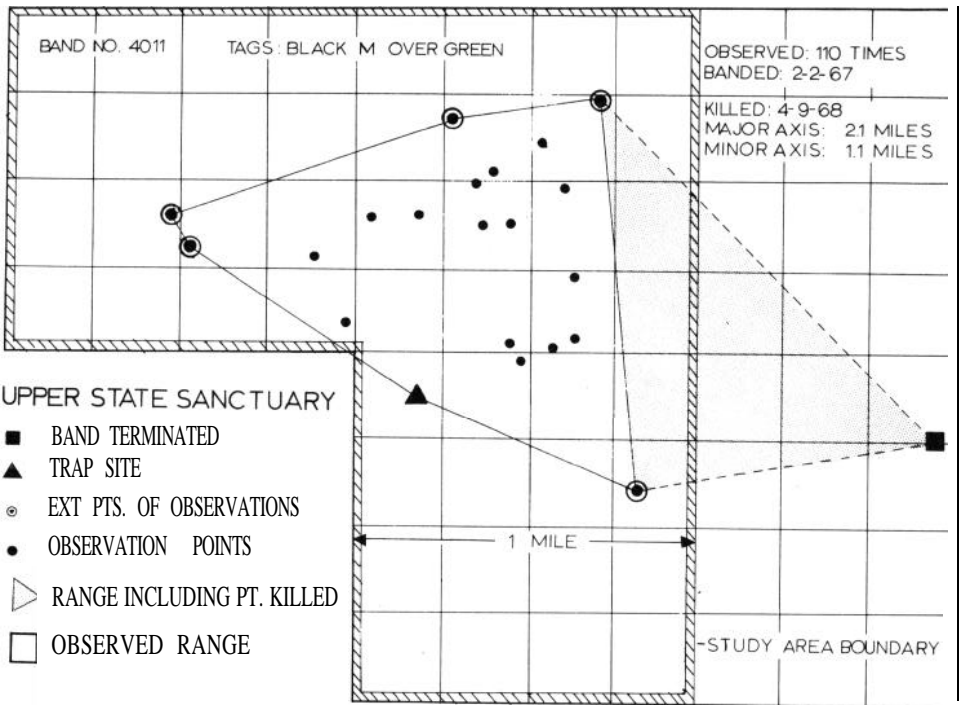 BAND NO. 4011
TAGS: BLACK M OVER GREEN
OBSERVED: 110 TIMES
BANDED: 2-2-67
KILLED: 4-9-68
MAJOR AXIS: 2.1 MILES
MINOR AXIS: 1.1 MILES
UPPER STATE SANCTUARY
BAND TERMINATED
TRAP SITE
EXT PTS. OF OBSERVATIONS
OBSERVATION POINTS
RANGE INCLUDING PT. KILLED
OBSERVED RANGE
1 MILE
-STUDY AREA BOUNDARY